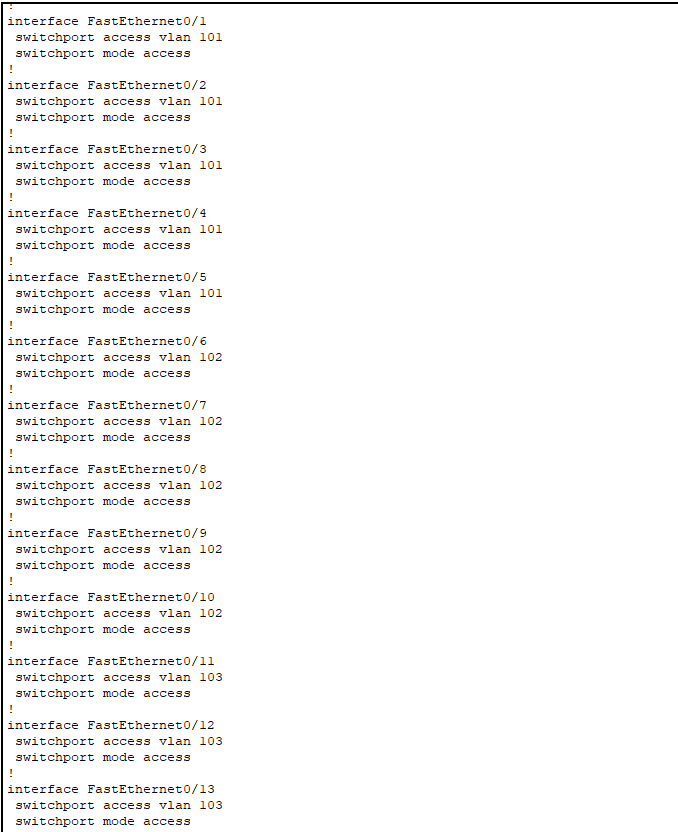 !
interface FastEthernet0/1
 switchport access vlan 101
 switchport mode access
!
interface FastEthernet0/2
 switchport access vlan 101
 switchport mode access
!
interface FastEthernet0/3
 switchport access vlan 101
 switchport mode access
!
interface FastEthernet0/4
 switchport access vlan 101
 switchport mode access
!
interface FastEthernet0/5
 switchport access vlan 101
 switchport mode access
!
interface FastEthernet0/6
 switchport access vlan 102
 switchport mode access
!
interface FastEthernet0/7
 switchport access vlan 102
 switchport mode access
!
interface FastEthernet0/8
 switchport access vlan 102
 switchport mode access
!
interface FastEthernet0/9
 switchport access vlan 102
 switchport mode access
!
interface FastEthernet0/10
 switchport access vlan 102
 switchport mode access
!
interface FastEthernet0/11
 switchport access vlan 103
 switchport mode access
!
interface FastEthernet0/12
 switchport access vlan 103
 switchport mode access
!
interface FastEthernet0/13
 switchport access vlan 103
 switchport mode access